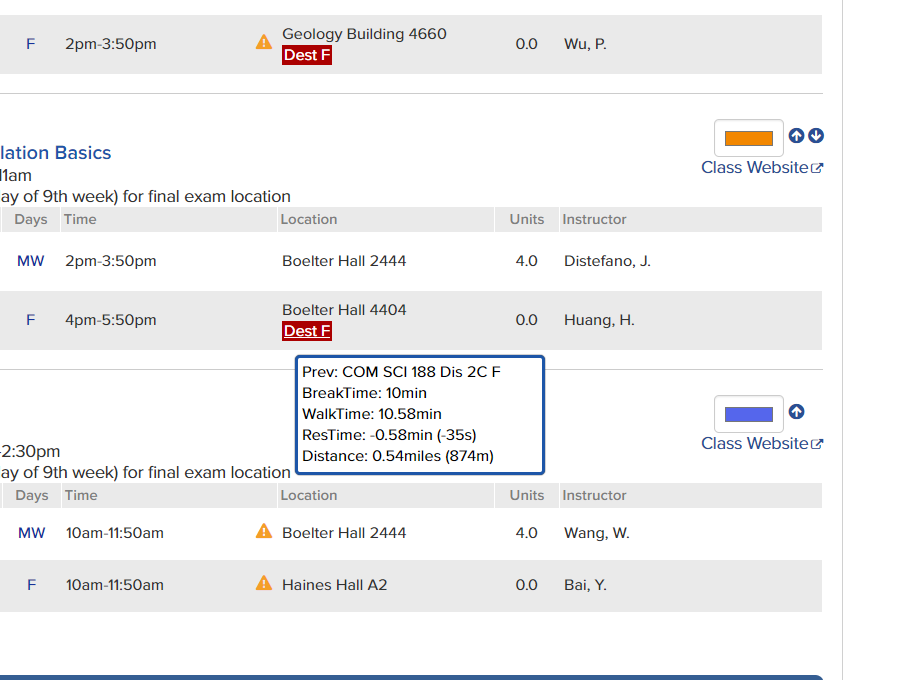 F 2pm-3:50pm Geology Building 4660 0.0 Wu, P.
Dest F
lation Basics
11am
Class Website
ay of 9th week) for final exam location
Days Time Location Units Instructor
MW 2pm-3:50pm Boelter Hall 2444 4.0 Distefano, J.
F 4pm-5:50pm Boelter Hall 4404 0.0 Huang, H.
Dest F
Prev: COM SCI 188 Dis 2C F
BreakTime: 10min
WalkTime: 10.58min
ResTime: -0.58min (-35s)
Distance: 0.54miles (874m)
Class Website
-2:30pm
ay of 9th week) for final exam location
Days Time Location Units Instructor
MW 10am-11:50am Boelter Hall 2444 4.0 Wang, W.
F 10am-11:50am Haines Hall A2 0.0 Bai, Y.